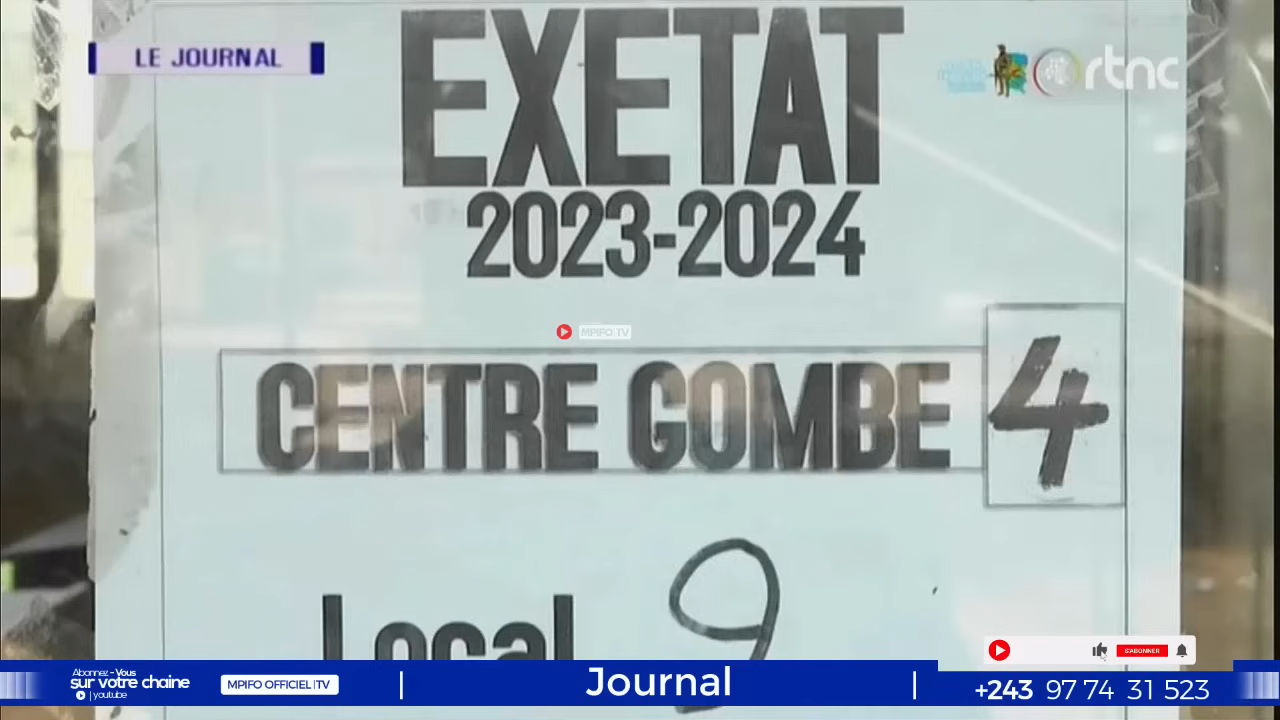 LE JOURNAL
rtnc
EXETAT
2023-2024
MPIFO TV
CENTRE GOMBE 4
Local 9
S'ABONNER
Abonnez - Vous
sur votre chaine
youtube
MPIFO OFFICIEL | TV
Journal
+243 97 74 31 523